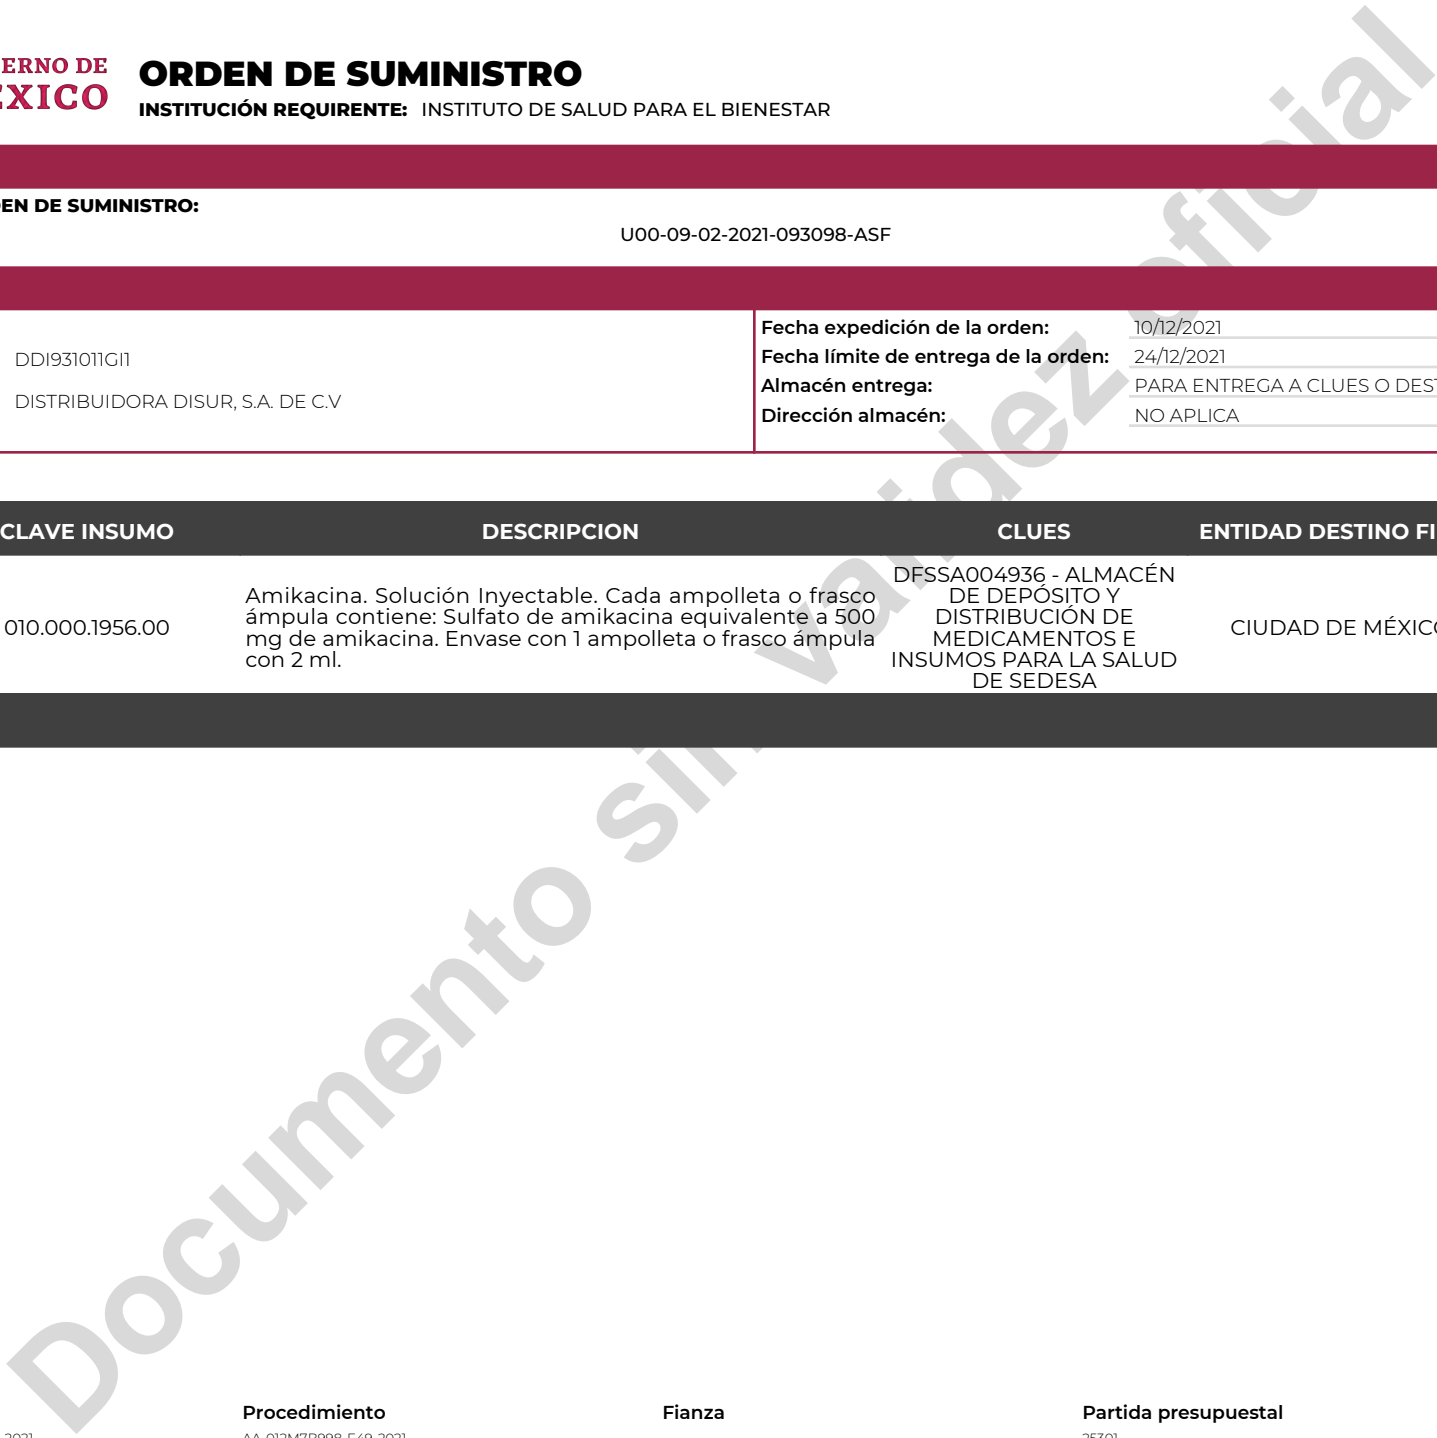 ERNO DE
ÉXICO
ORDEN DE SUMINISTRO
INSTITUCIÓN REQUIRENTE: INSTITUTO DE SALUD PARA EL BIENESTAR
EN DE SUMINISTRO:
U00-09-02-2021-093098-ASF
DDI931011GI1
DISTRIBUIDORA DISUR, S.A. DE C.V
Fecha expedición de la orden: 10/12/2021
Fecha límite de entrega de la orden: 24/12/2021
Almacén entrega: PARA ENTREGA A CLUES O DEST
Dirección almacén: NO APLICA
CLAVE INSUMO DESCRIPCION CLUES ENTIDAD DESTINO FI
010.000.1956.00
Amikacina. Solución Inyectable. Cada ampolleta o frasco
ámpula contiene: Sulfato de amikacina equivalente a 500
mg de amikacina. Envase con 1 ampolleta o frasco ámpula
con 2 ml.
DFSSA004936 - ALMACÉN
DE DEPÓSITO Y
DISTRIBUCIÓN DE
MEDICAMENTOS E
INSUMOS PARA LA SALUD
DE SEDESA
CIUDAD DE MÉXICO
Documento sin validez oficial
Procedimiento Fianza Partida presupuestal